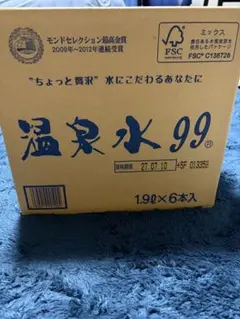 モンドセレクション最高金賞
2009年~2012年連続受賞
FSC
ミックス
FSC® C138728
"ちょっと贅沢" 水にこだわるあなたに
温泉水99®
賞味期限 27.07.10 +SF 01335
1.9ℓ×6本入